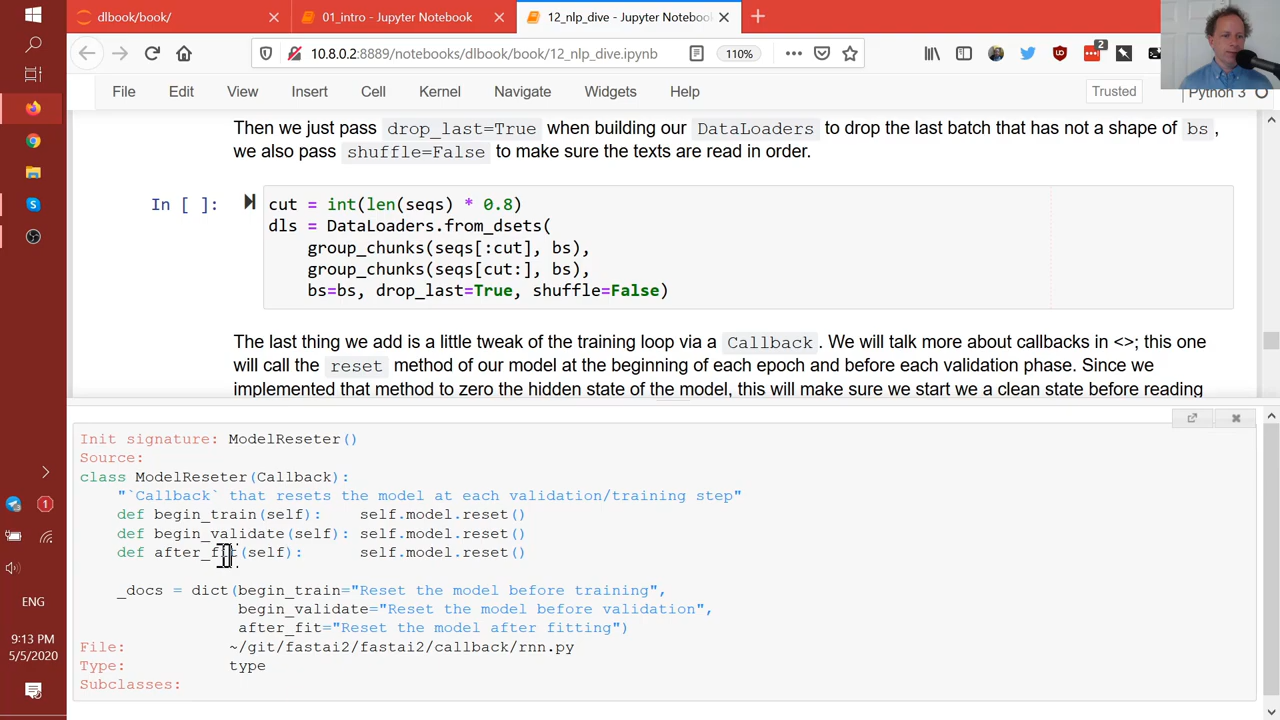 dlbook/book/
01_intro - Jupyter Notebook
12_nlp_dive - Jupyter Notebook
10.8.0.2:8889/notebooks/dlbook/book/12_nlp_dive.ipynb
110%
2
File Edit View Insert Cell Kernel Navigate Widgets Help
Trusted
Python 3
Then we just pass drop_last=True when building our DataLoaders to drop the last batch that has not a shape of bs ,
we also pass shuffle=False to make sure the texts are read in order.
In [ ]:
cut = int(len(seqs) * 0.8)
dls = DataLoaders.from_dsets(
group_chunks(seqs[:cut], bs),
group_chunks(seqs[cut:], bs),
bs=bs, drop_last=True, shuffle=False)
The last thing we add is a little tweak of the training loop via a Callback. We will talk more about callbacks in <>; this one
will call the reset method of our model at the beginning of each epoch and before each validation phase. Since we
implemented that method to zero the hidden state of the model, this will make sure we start we a clean state before reading
Init signature: ModelReseter()
Source:
class ModelReseter(Callback):
"`Callback` that resets the model at each validation/training step"
def begin_train(self): self.model.reset()
def begin_validate(self): self.model.reset()
def after_fit(self): self.model.reset()
_docs = dict(begin_train="Reset the model before training",
begin_validate="Reset the model before validation",
after_fit="Reset the model after fitting")
File: ~/git/fastai2/fastai2/callback/rnn.py
Type: type
Subclasses:
1
ENG
9:13 PM
5/5/2020